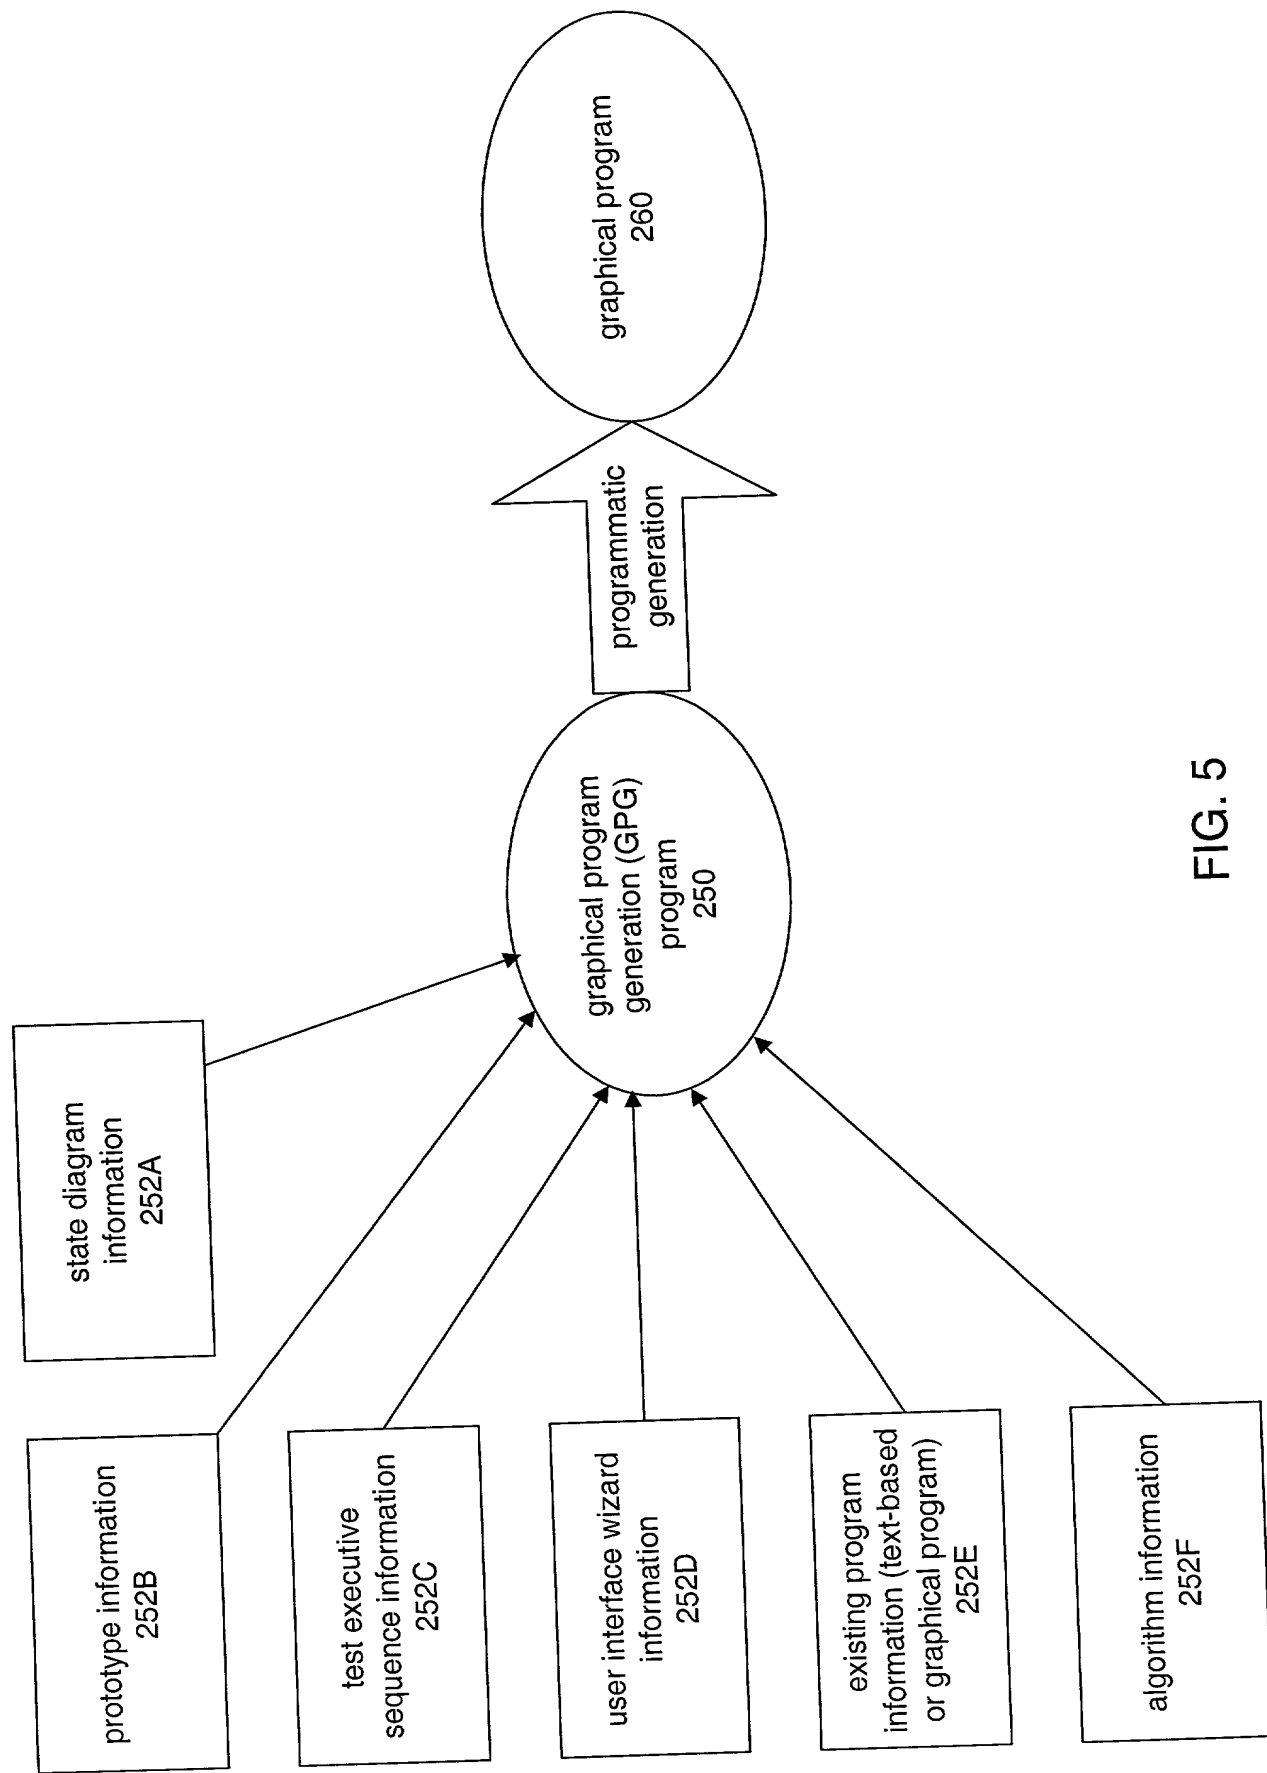 state diagram
information
252A
prototype information
252B
test executive
sequence information
252C
user interface wizard
information
252D
existing program
information (text-based
or graphical program)
252E
algorithm information
252F
graphical program
generation (GPG)
program
250
programmatic
generation
graphical program
260
FIG. 5